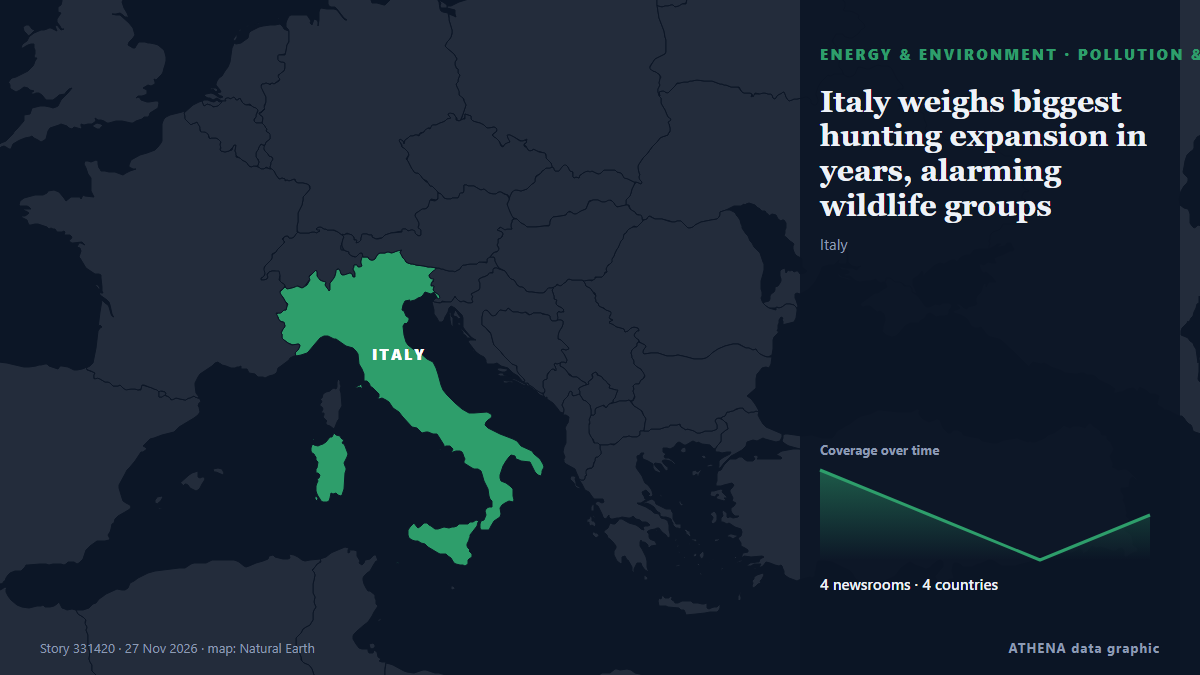 ENERGY & ENVIRONMENT · POLLUTION &
Italy weighs biggest
hunting expansion in
years, alarming
wildlife groups
Italy
ITALY
Coverage over time
4 newsrooms · 4 countries
Story 331420 · 27 Nov 2026 · map: Natural Earth
ATHENA data graphic